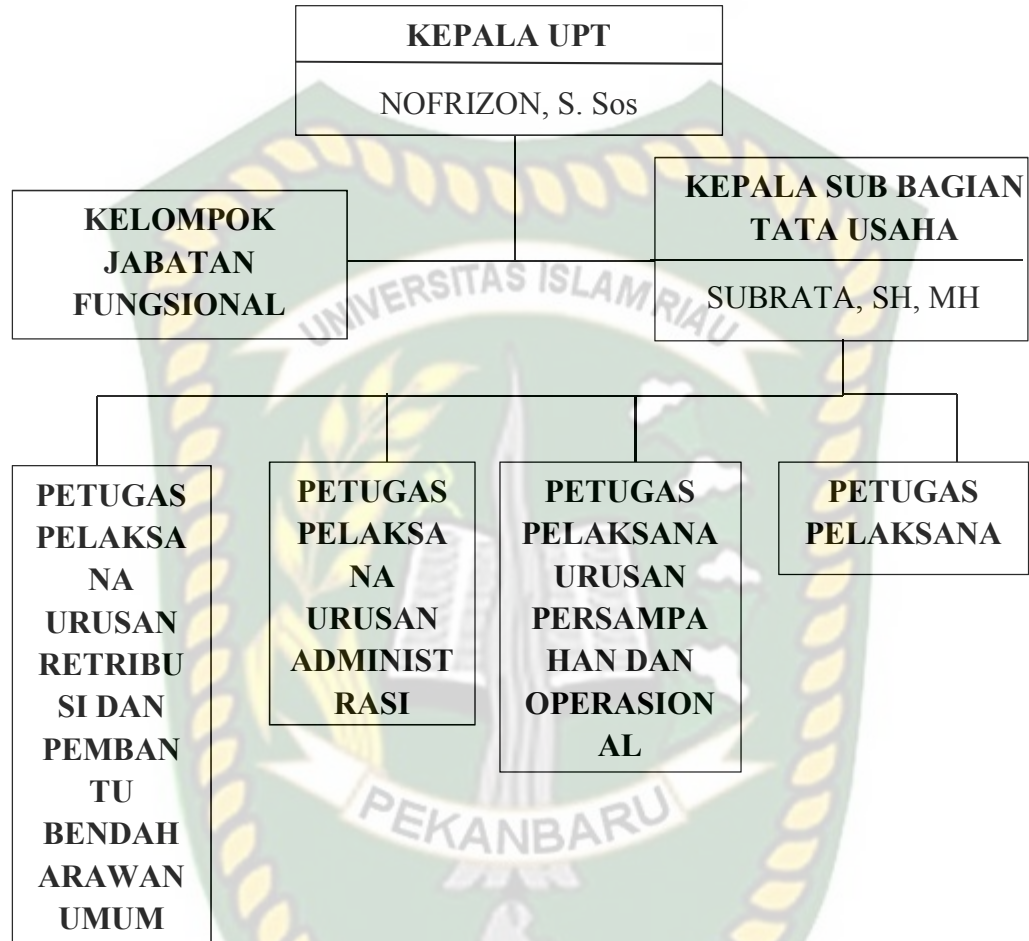 KEPALA UPT
NOFRIZON, S. Sos
KELOMPOK
JABATAN
FUNGSIONAL
KEPALA SUB BAGIAN
TATA USAHA
SUBRATA, SH, MH
UNIVERSITAS ISLAM RIAU
PETUGAS
PELAKSA
NA
URUSAN
RETRIBU
SI DAN
PEMBAN
TU
BENDAH
ARAWAN
UMUM
PETUGAS
PELAKSA
NA
URUSAN
ADMINIST
RASI
PETUGAS
PELAKSANA
URUSAN
PERSAMPA
HAN DAN
OPERASION
AL
PETUGAS
PELAKSANA
PEKANBARU